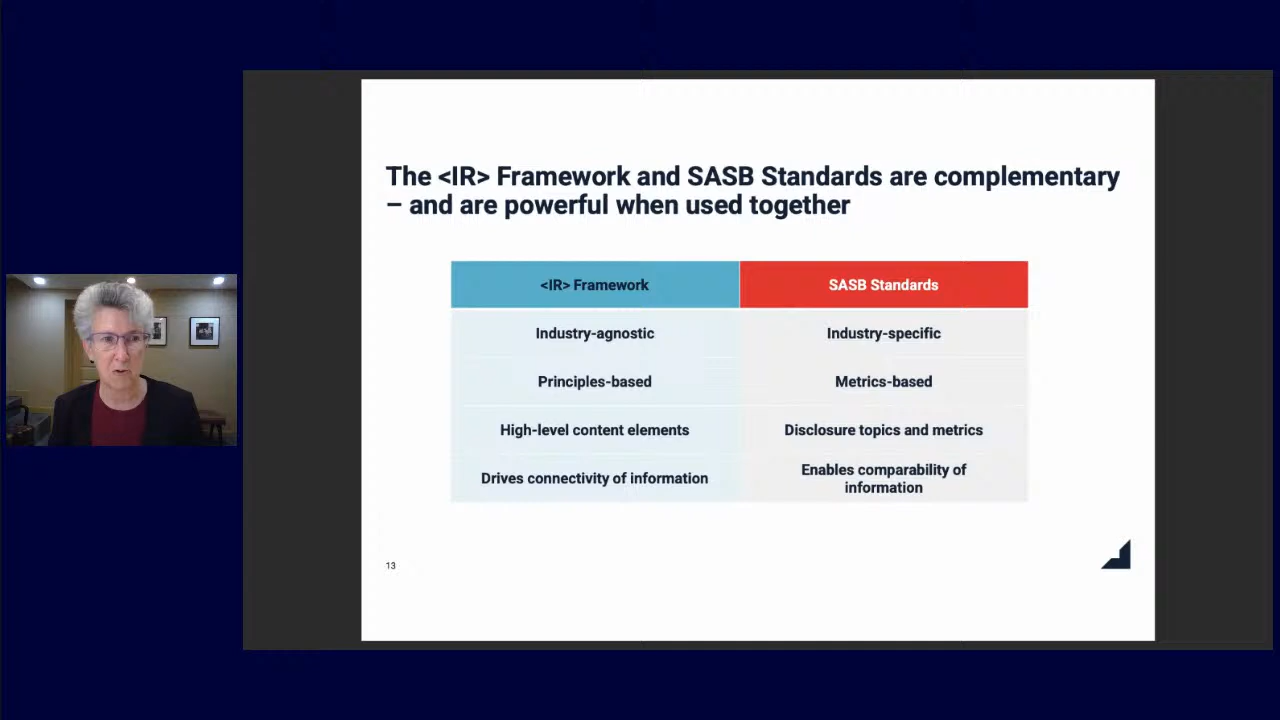 The <IR> Framework and SASB Standards are complementary
– and are powerful when used together
<IR> Framework
SASB Standards
Industry-agnostic
Industry-specific
Principles-based
Metrics-based
High-level content elements
Disclosure topics and metrics
Drives connectivity of information
Enables comparability of
information
13